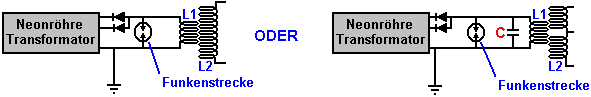 Neonröhre
Transformator
L1
L2
Funkenstrecke
ODER
Neonröhre
Transformator
C
L1
L2
Funkenstrecke